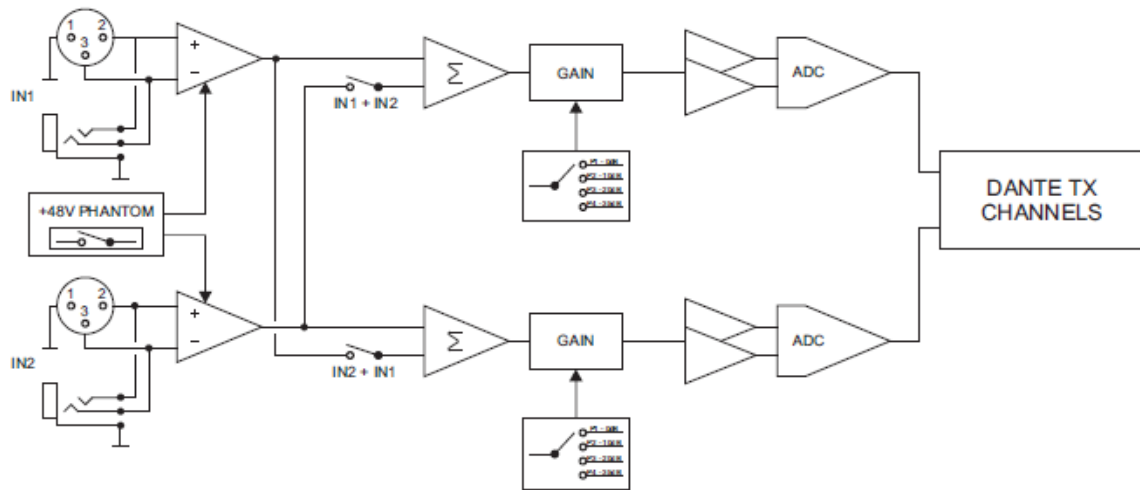 1 2
3
+
−
IN1
Σ
GAIN
ADC
IN1 + IN2
DANTE TX
CHANNELS
+48V PHANTOM
1 2
3
+
−
IN2
Σ
GAIN
ADC
IN2 + IN1